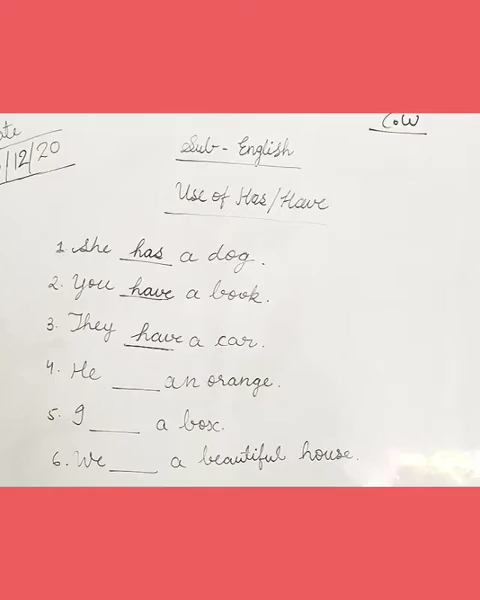 ate
C.W
/12/20
Sub - English
Use of Has/Have
1. She has a dog.
2. You have a book.
3. They have a car.
4. He ____ an orange.
5. I ____ a box.
6. We ____ a beautiful house.